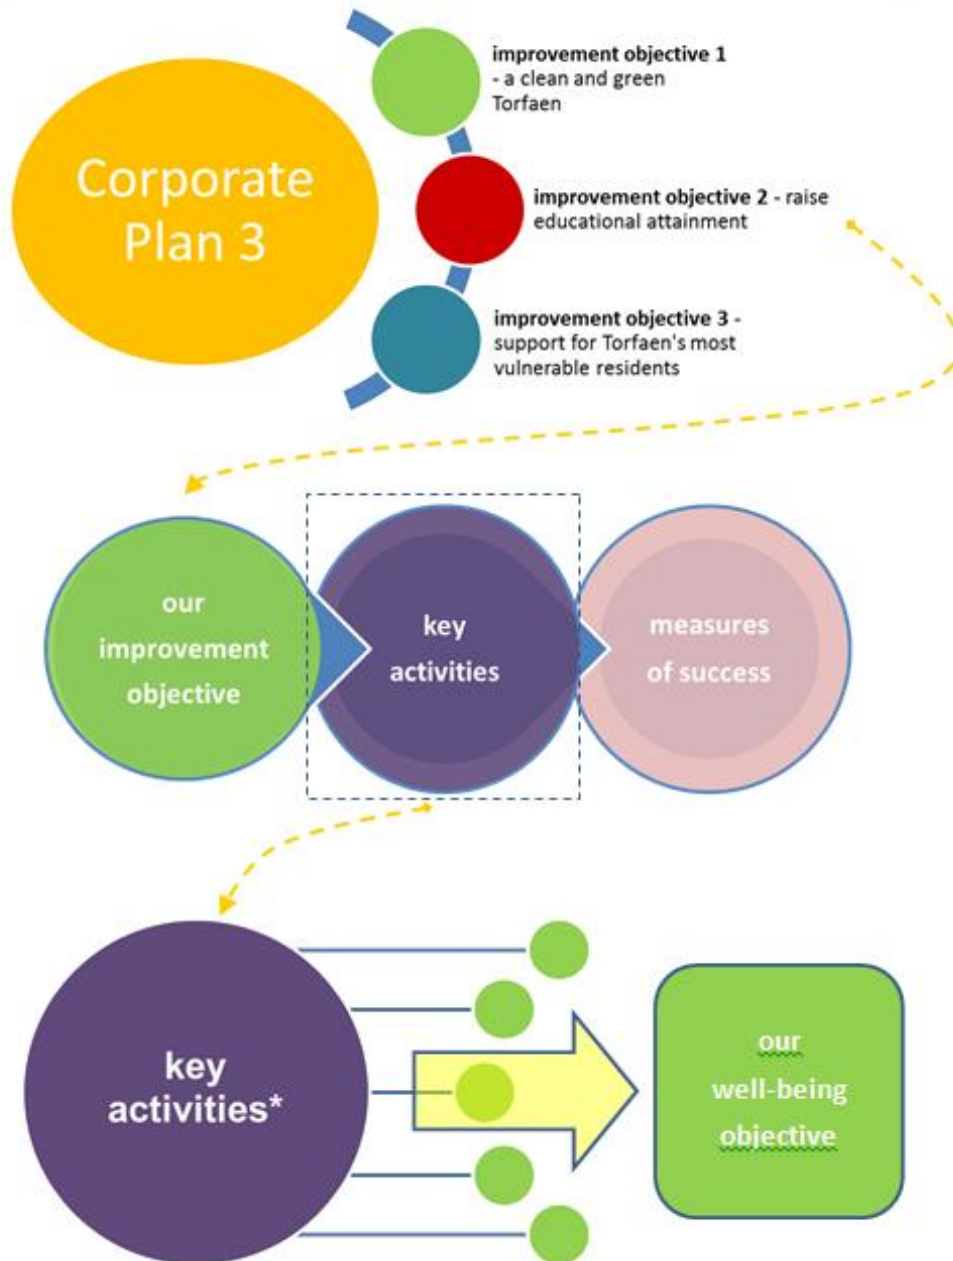 Corporate
Plan 3
improvement objective 1
- a clean and green
Torfaen
improvement objective 2 - raise
educational attainment
improvement objective 3 -
support for Torfaen's most
vulnerable residents
our
improvement
objective
key
activities
measures
of success
key
activities*
our
well-being
objective